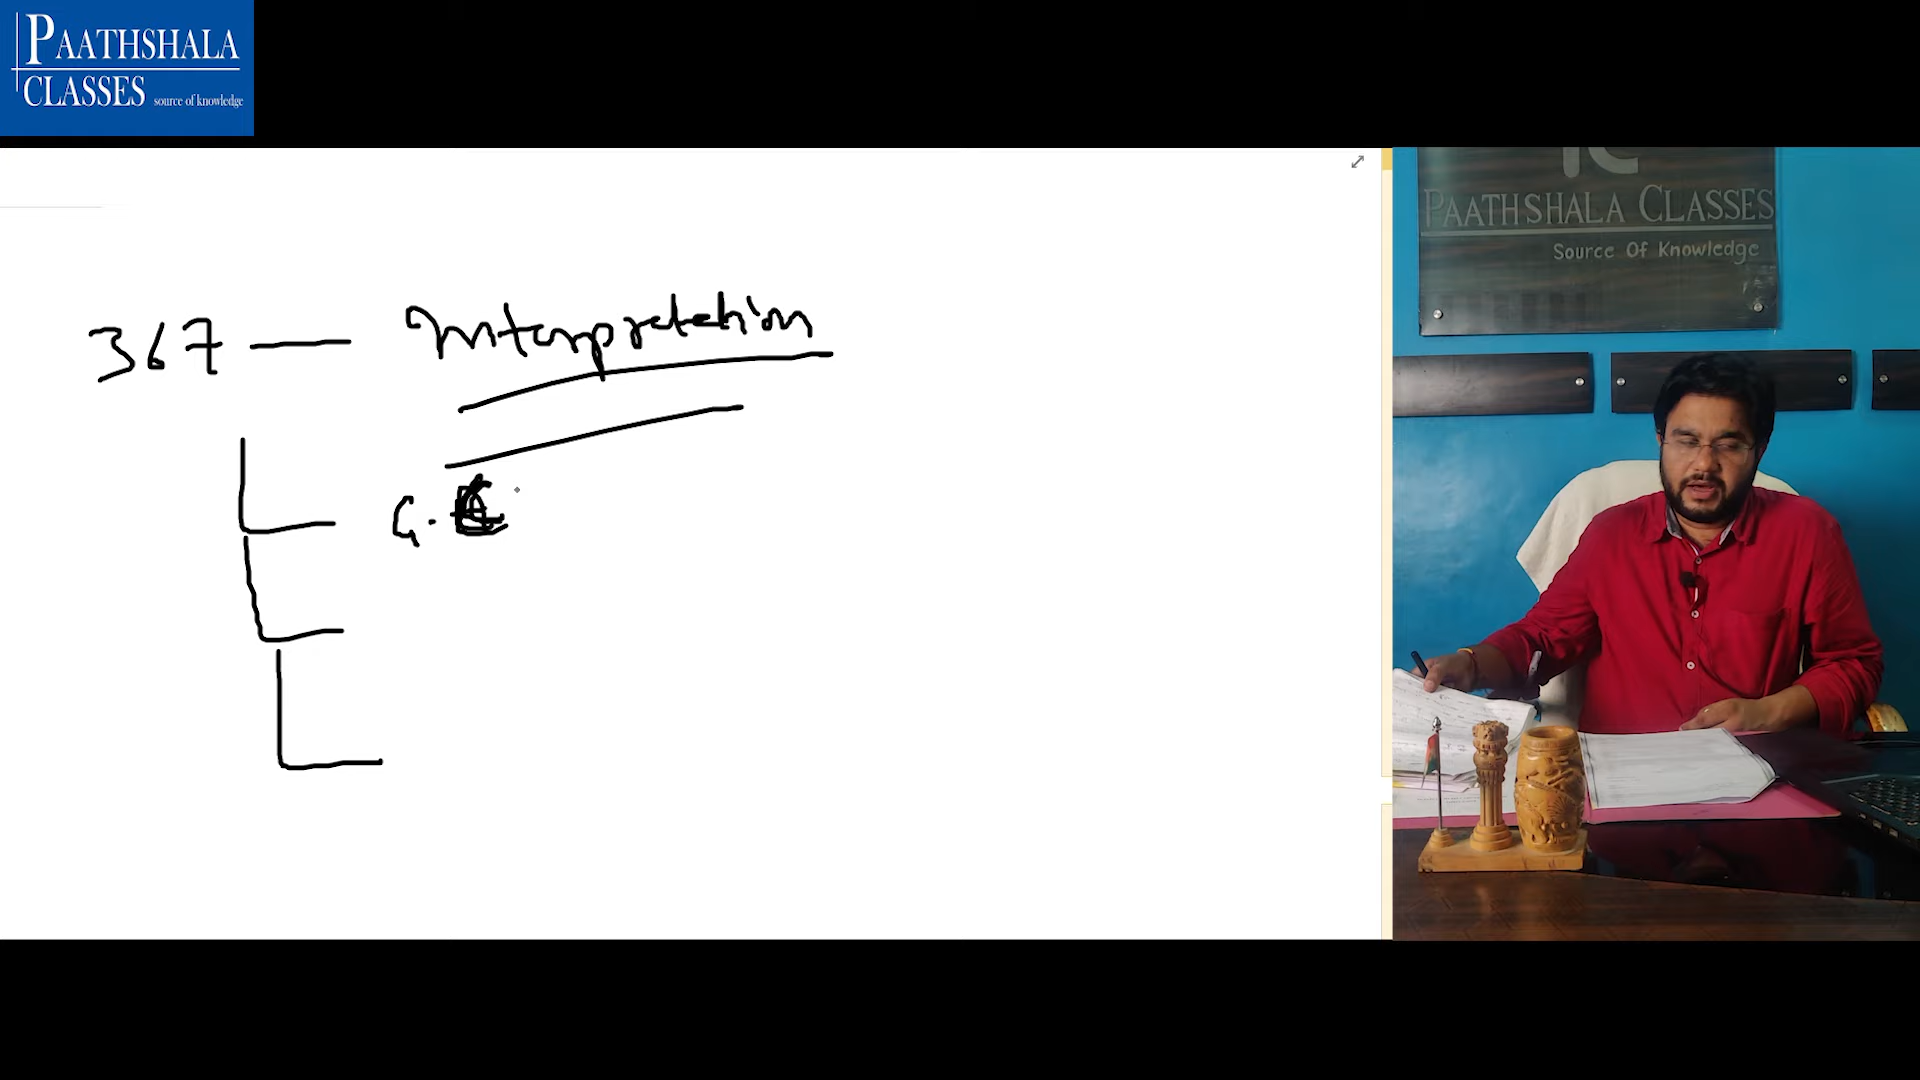 PAATHSHALA
CLASSES source of knowledge
PAATHSHALA CLASSES
Source Of Knowledge
367 — Interpretation
G.